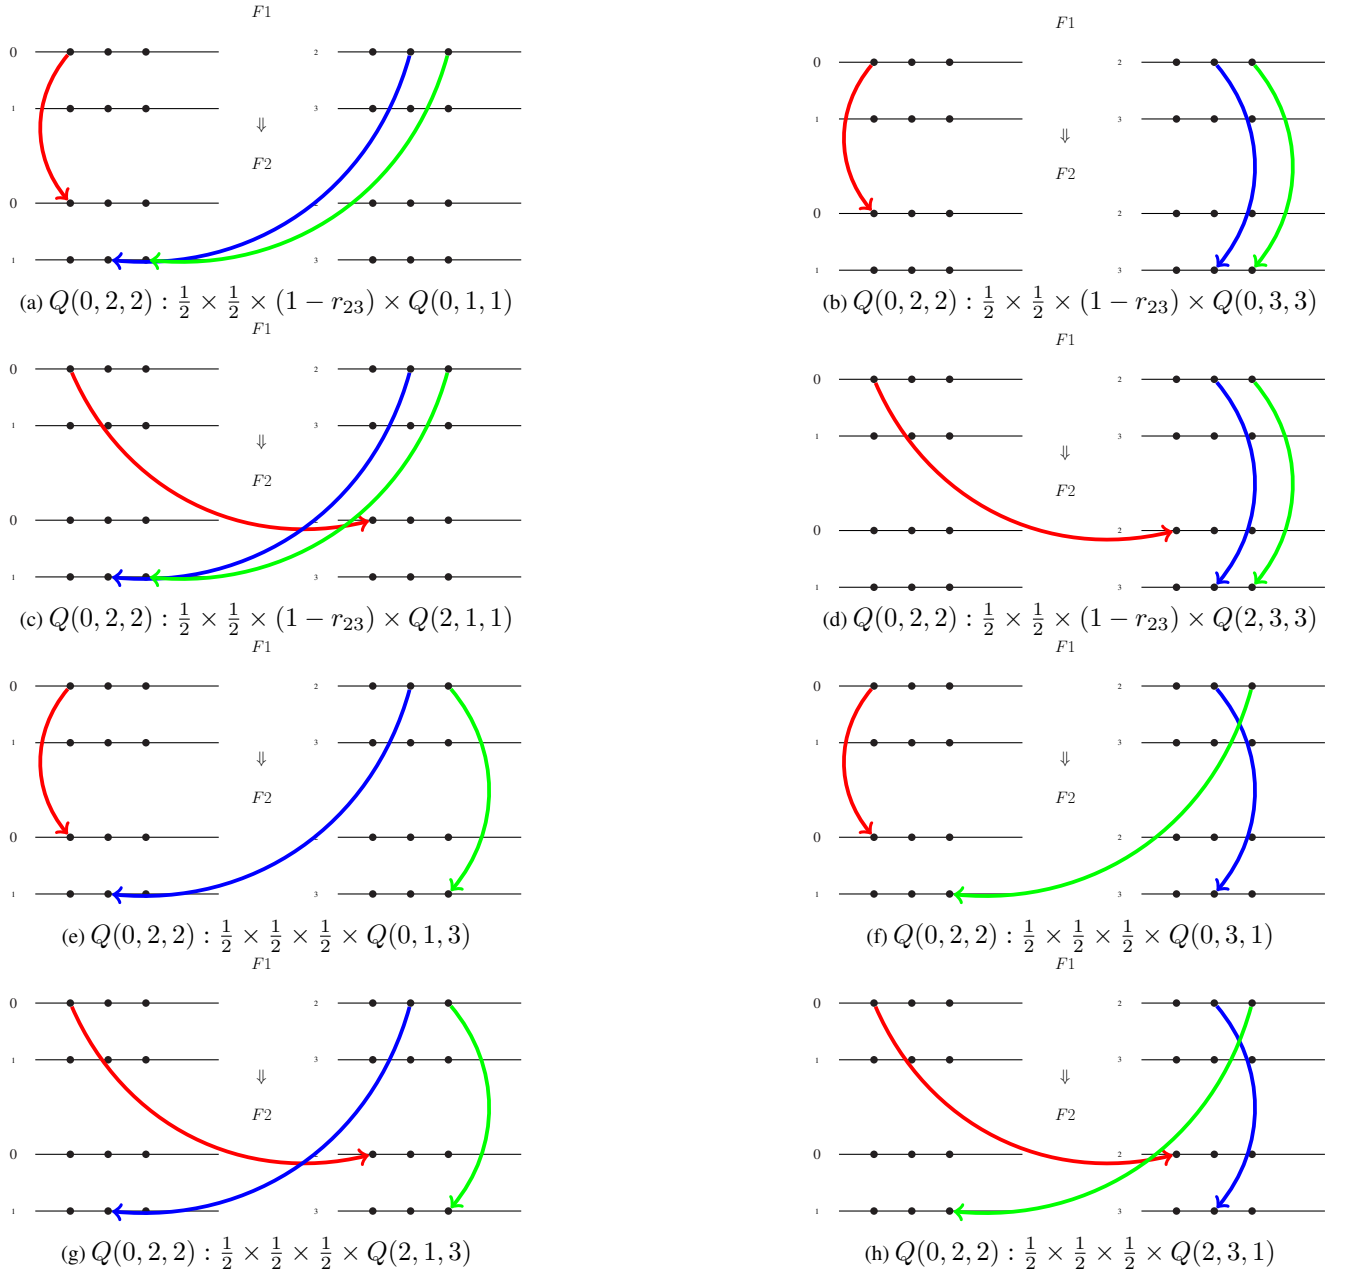 F1
0 2
1 3
⇓
F2
0
1 3
(a) Q(0, 2, 2) : 1/2 × 1/2 × (1 − r₂₃) × Q(0, 1, 1)
F1
0 2
1 3
⇓
F2
0 2
1 3
(b) Q(0, 2, 2) : 1/2 × 1/2 × (1 − r₂₃) × Q(0, 3, 3)
F1
0 2
1 3
⇓
F2
0
1 3
(c) Q(0, 2, 2) : 1/2 × 1/2 × (1 − r₂₃) × Q(2, 1, 1)
F1
0 2
1 3
⇓
F2
0 2
1 3
(d) Q(0, 2, 2) : 1/2 × 1/2 × (1 − r₂₃) × Q(2, 3, 3)
F1
0 2
1 3
⇓
F2
0
1 3
(e) Q(0, 2, 2) : 1/2 × 1/2 × 1/2 × Q(0, 1, 3)
F1
0 2
1 3
⇓
F2
0 2
1 3
(f) Q(0, 2, 2) : 1/2 × 1/2 × 1/2 × Q(0, 3, 1)
F1
0 2
1 3
⇓
F2
0
1 3
(g) Q(0, 2, 2) : 1/2 × 1/2 × 1/2 × Q(2, 1, 3)
F1
0 2
1 3
⇓
F2
0 2
1 3
(h) Q(0, 2, 2) : 1/2 × 1/2 × 1/2 × Q(2, 3, 1)